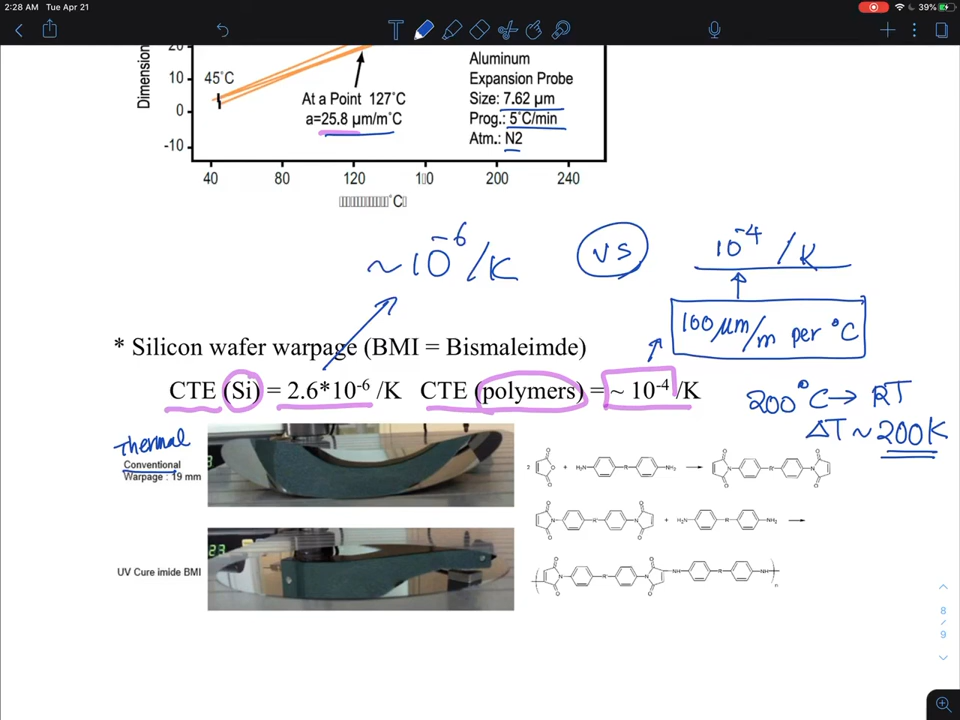 2:28 AM Tue Apr 21
39%
T
20
10
0
-10
Dimension
45˚C
At a Point 127˚C
a=25.8 µm/m˚C
Aluminum
Expansion Probe
Size: 7.62 µm
Prog.: 5˚C/min
Atm.: N2
40 80 120 200 240
˚C
~10⁻⁶/K
vs
10⁻⁴/K
100µm/m per °C
* Silicon wafer warpage (BMI = Bismaleimde)
CTE (Si) = 2.6*10⁻⁶ /K CTE (polymers) = ~ 10⁻⁴ /K
200°C → RT
ΔT ~ 200K
Thermal
Conventional
Warpage : 19 mm
UV Cure imide BMI
23
8
/
9